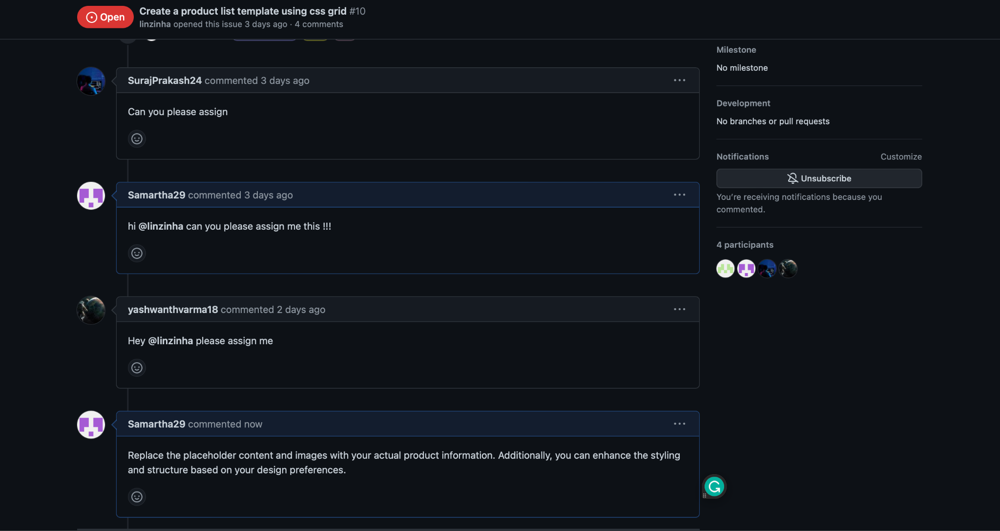 Open
Create a product list template using css grid #10
linzinha opened this issue 3 days ago · 4 comments
SurajPrakash24 commented 3 days ago
Can you please assign
Samartha29 commented 3 days ago
hi @linzinha can you please assign me this !!!
yashwanthvarma18 commented 2 days ago
Hey @linzinha please assign me
Samartha29 commented now
Replace the placeholder content and images with your actual product information. Additionally, you can enhance the styling
and structure based on your design preferences.
Milestone
No milestone
Development
No branches or pull requests
Notifications
Customize
Unsubscribe
You’re receiving notifications because you
commented.
4 participants